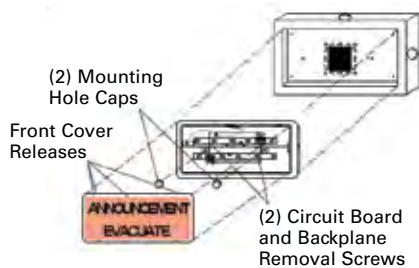 (2) Mounting
Hole Caps
Front Cover
Releases
ANNOUNCEMENT
EVACUATE
(2) Circuit Board
and Backplane
Removal Screws